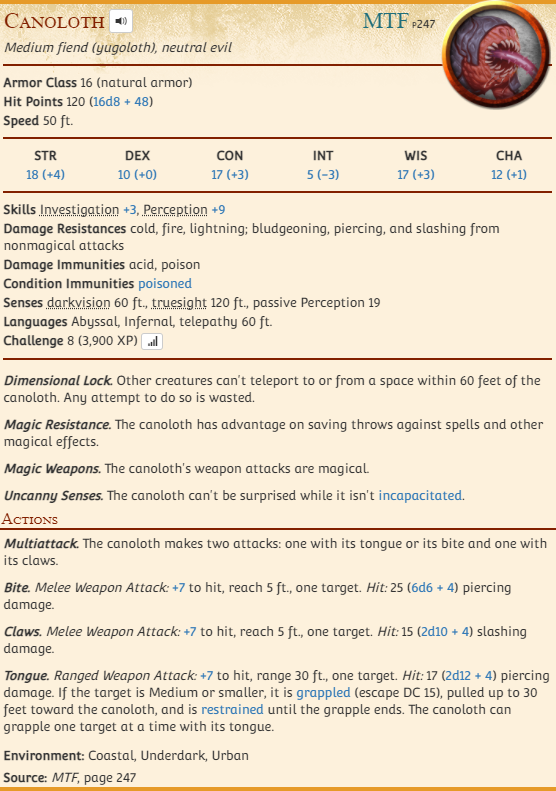 Canoloth MTF p247
Medium fiend (yugoloth), neutral evil
Armor Class 16 (natural armor)
Hit Points 120 (16d8 + 48)
Speed 50 ft.
STR DEX CON INT WIS CHA
18 (+4) 10 (+0) 17 (+3) 5 (−3) 17 (+3) 12 (+1)
Skills Investigation +3, Perception +9
Damage Resistances cold, fire, lightning; bludgeoning, piercing, and slashing from
nonmagical attacks
Damage Immunities acid, poison
Condition Immunities poisoned
Senses darkvision 60 ft., truesight 120 ft., passive Perception 19
Languages Abyssal, Infernal, telepathy 60 ft.
Challenge 8 (3,900 XP)
Dimensional Lock. Other creatures can't teleport to or from a space within 60 feet of the
canoloth. Any attempt to do so is wasted.
Magic Resistance. The canoloth has advantage on saving throws against spells and other
magical effects.
Magic Weapons. The canoloth's weapon attacks are magical.
Uncanny Senses. The canoloth can't be surprised while it isn't incapacitated.
Actions
Multiattack. The canoloth makes two attacks: one with its tongue or its bite and one with
its claws.
Bite. Melee Weapon Attack: +7 to hit, reach 5 ft., one target. Hit: 25 (6d6 + 4) piercing
damage.
Claws. Melee Weapon Attack: +7 to hit, reach 5 ft., one target. Hit: 15 (2d10 + 4) slashing
damage.
Tongue. Ranged Weapon Attack: +7 to hit, range 30 ft., one target. Hit: 17 (2d12 + 4) piercing
damage. If the target is Medium or smaller, it is grappled (escape DC 15), pulled up to 30
feet toward the canoloth, and is restrained until the grapple ends. The canoloth can
grapple one target at a time with its tongue.
Environment: Coastal, Underdark, Urban
Source: MTF, page 247